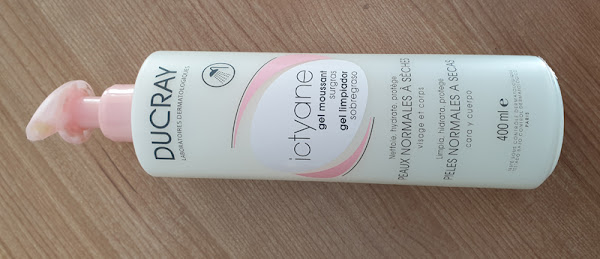 DUCRAY
LABORATOIRES DERMATOLOGIQUES
ictyane
gel moussant
surgras
gel limpiador
sobregraso
Nettoie, hydrate, protège
PEAUX NORMALES À SÈCHES
visage et corps
Limpia, hidrata, protege
PIELES NORMALES A SECAS
cara y cuerpo
400 ml e
PARIS